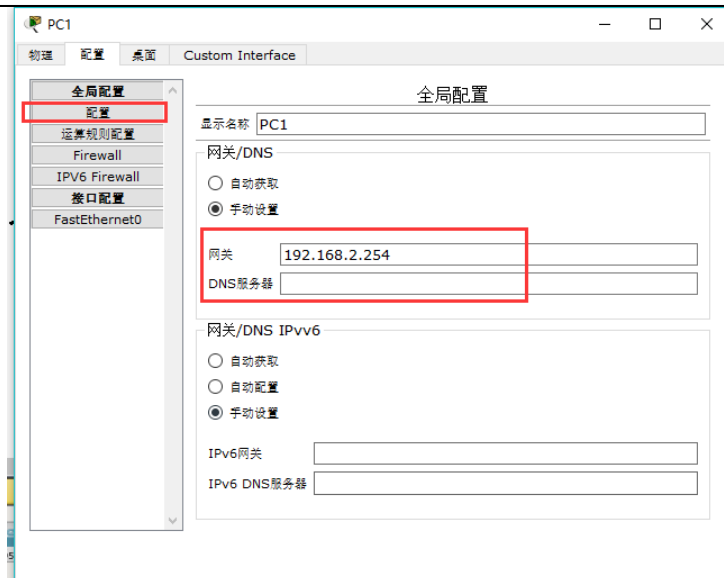 PC1
物理 配置 桌面 Custom Interface
全局配置
配置
运算规则配置
Firewall
IPV6 Firewall
接口配置
FastEthernet0
全局配置
显示名称 PC1
网关/DNS
自动获取
手动设置
网关 192.168.2.254
DNS服务器
网关/DNS IPvv6
自动获取
自动配置
手动设置
IPv6网关
IPv6 DNS服务器